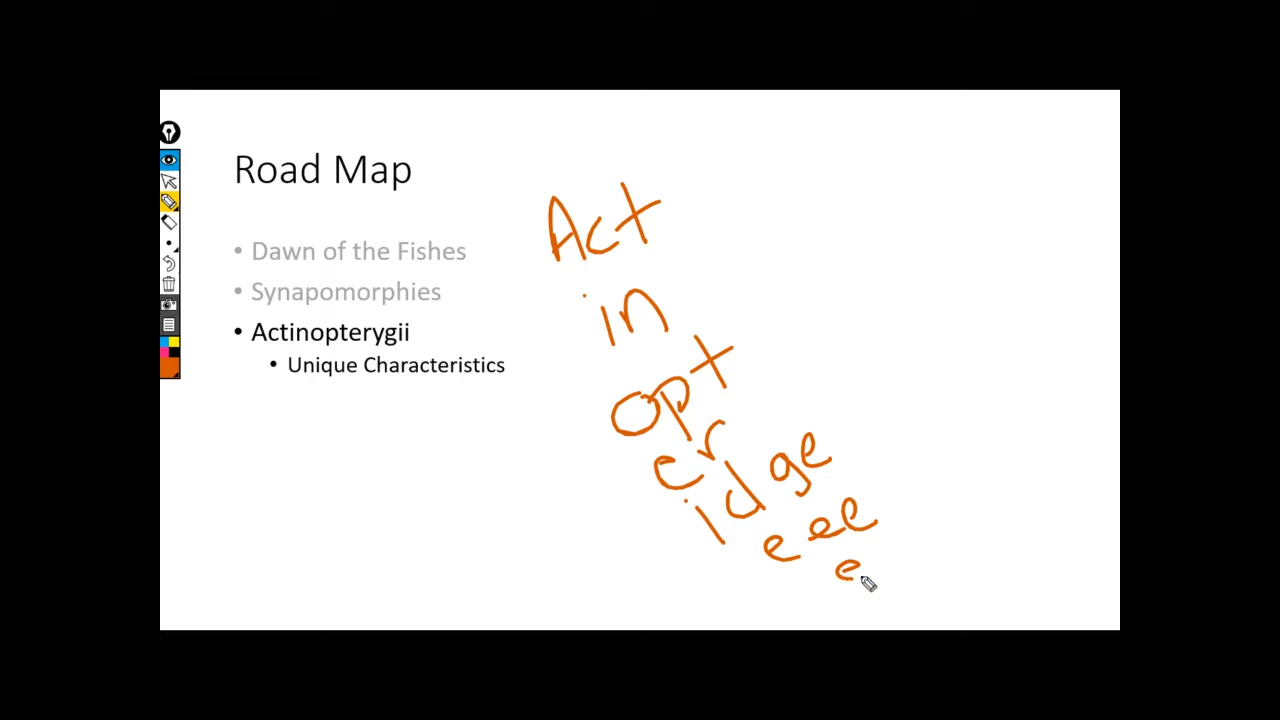 Road Map
• Dawn of the Fishes
• Synapomorphies
• Actinopterygii
• Unique Characteristics
Act
in
opt
er
idge
eee
e